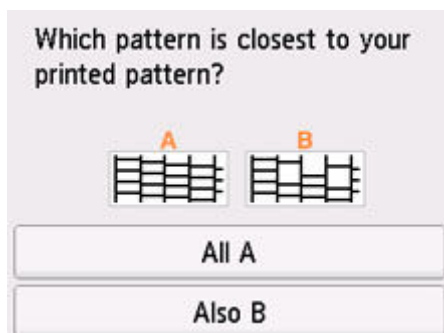 Which pattern is closest to your
printed pattern?
A B
All A
Also B